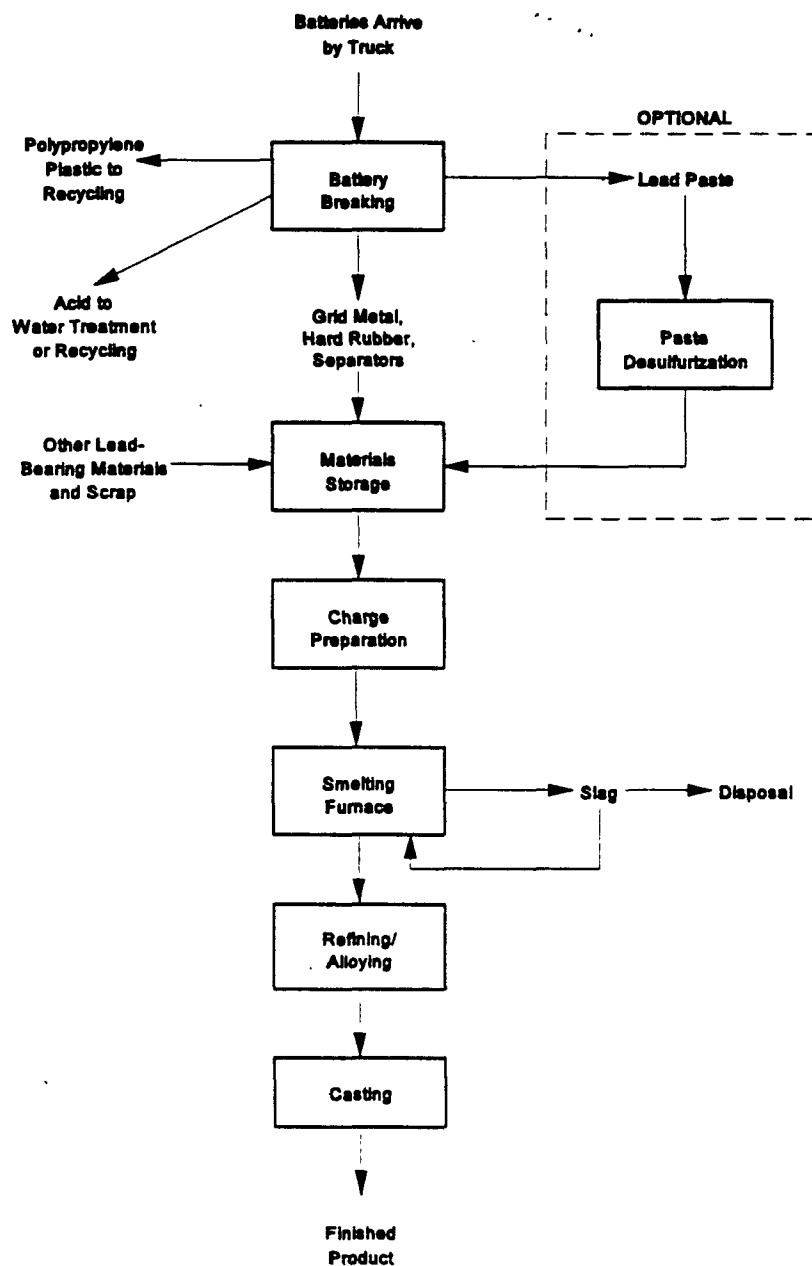 Batteries Arrive
by Truck
OPTIONAL
Polypropylene
Plastic to
Recycling
Battery
Breaking
Lead Paste
Acid to
Water Treatment
or Recycling
Grid Metal,
Hard Rubber,
Separators
Paste
Desulfurization
Other Lead-
Bearing Materials
and Scrap
Materials
Storage
Charge
Preparation
Smelting
Furnace
Slag
Disposal
Refining/
Alloying
Casting
Finished
Product